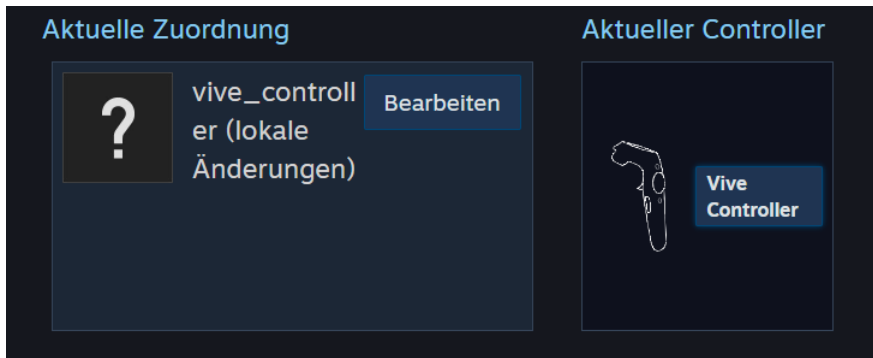 Aktuelle Zuordnung
Aktueller Controller
?
vive_controll
er (lokale
Änderungen)
Bearbeiten
Vive
Controller